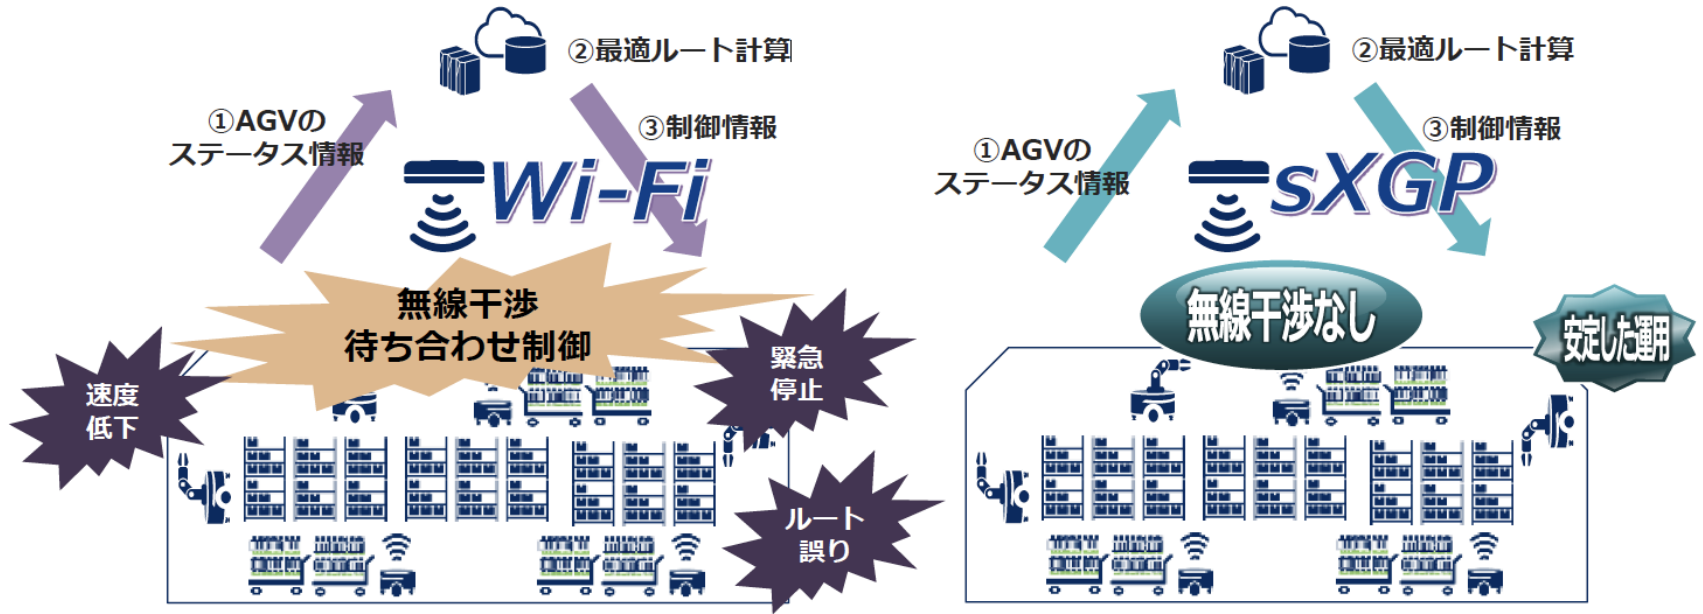 ②最適ルート計算
①AGVの
ステータス情報
③制御情報
Wi-Fi
無線干渉
待ち合わせ制御
速度
低下
緊急
停止
ルート
誤り
②最適ルート計算
①AGVの
ステータス情報
③制御情報
sXGP
無線干渉なし
安定した運用